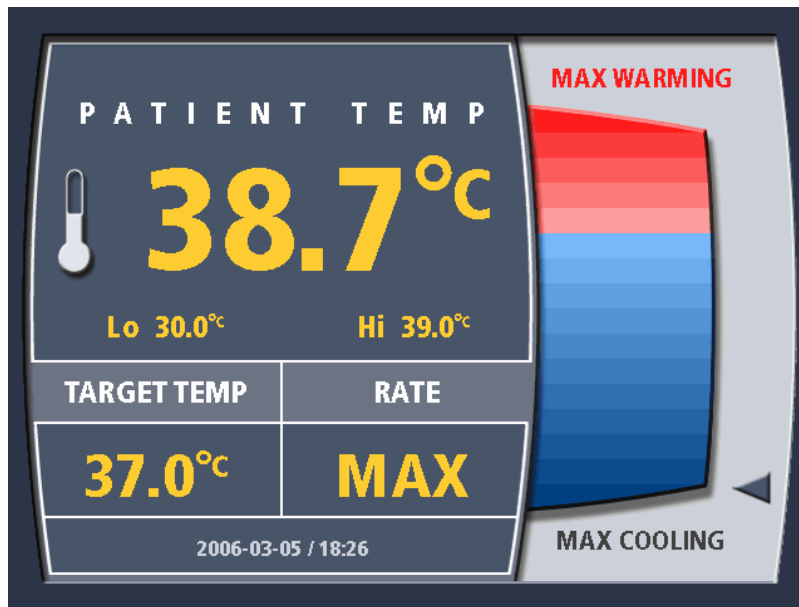 PATIENT TEMP
38.7°C
Lo 30.0°C Hi 39.0°C
TARGET TEMP RATE
37.0°C MAX
2006-03-05 / 18:26
MAX WARMING
MAX COOLING